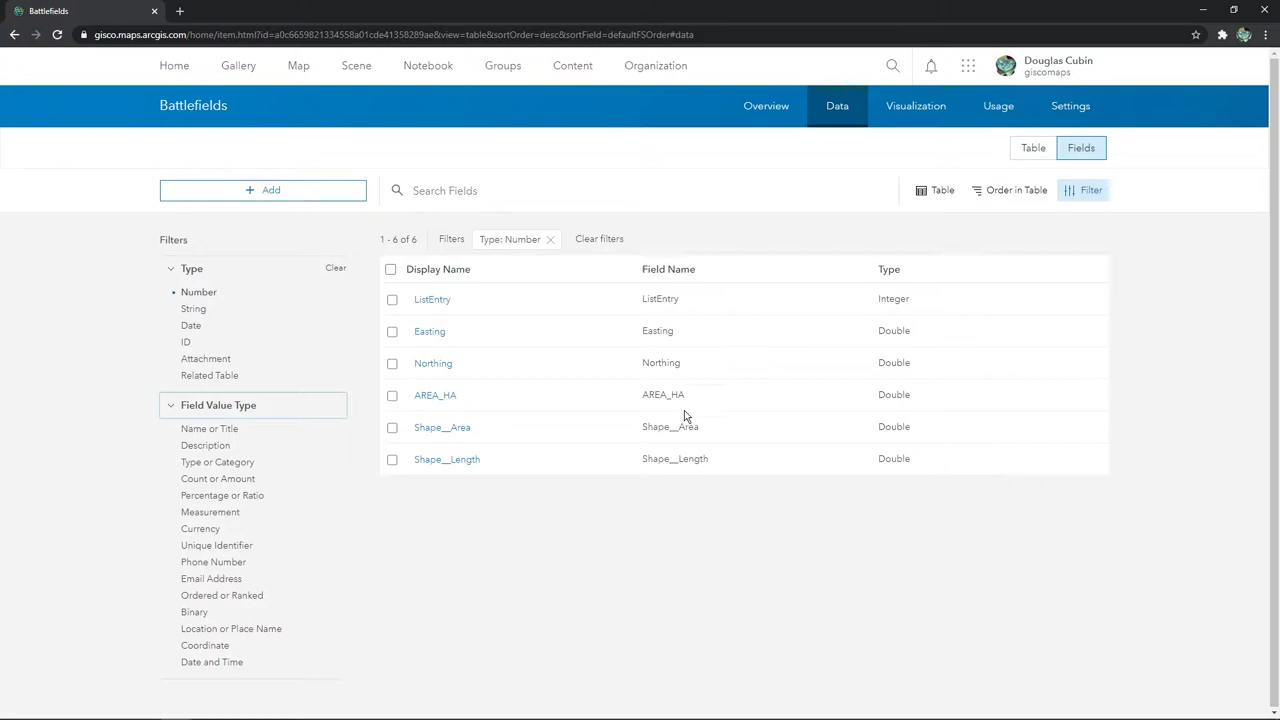 Battlefields
gisco.maps.arcgis.com/home/item.html?id=a0c6659821334558a01cde41358289ae&view=table&sortOrder=desc&sortField=defaultFSOrder#data
Home Gallery Map Scene Notebook Groups Content Organization Douglas Cubin
giscomaps
Battlefields Overview Data Visualization Usage Settings
Table Fields
+ Add Search Fields Table Order in Table Filter
Filters 1 - 6 of 6 Filters Type: Number Clear filters
Type Clear Display Name Field Name Type
Number ListEntry ListEntry Integer
String
Date Easting Easting Double
ID
Attachment Northing Northing Double
Related Table
Field Value Type AREA_HA AREA_HA Double
Name or Title Shape__Area Shape__Area Double
Description
Type or Category Shape__Length Shape__Length Double
Count or Amount
Percentage or Ratio
Measurement
Currency
Unique Identifier
Phone Number
Email Address
Ordered or Ranked
Binary
Location or Place Name
Coordinate
Date and Time